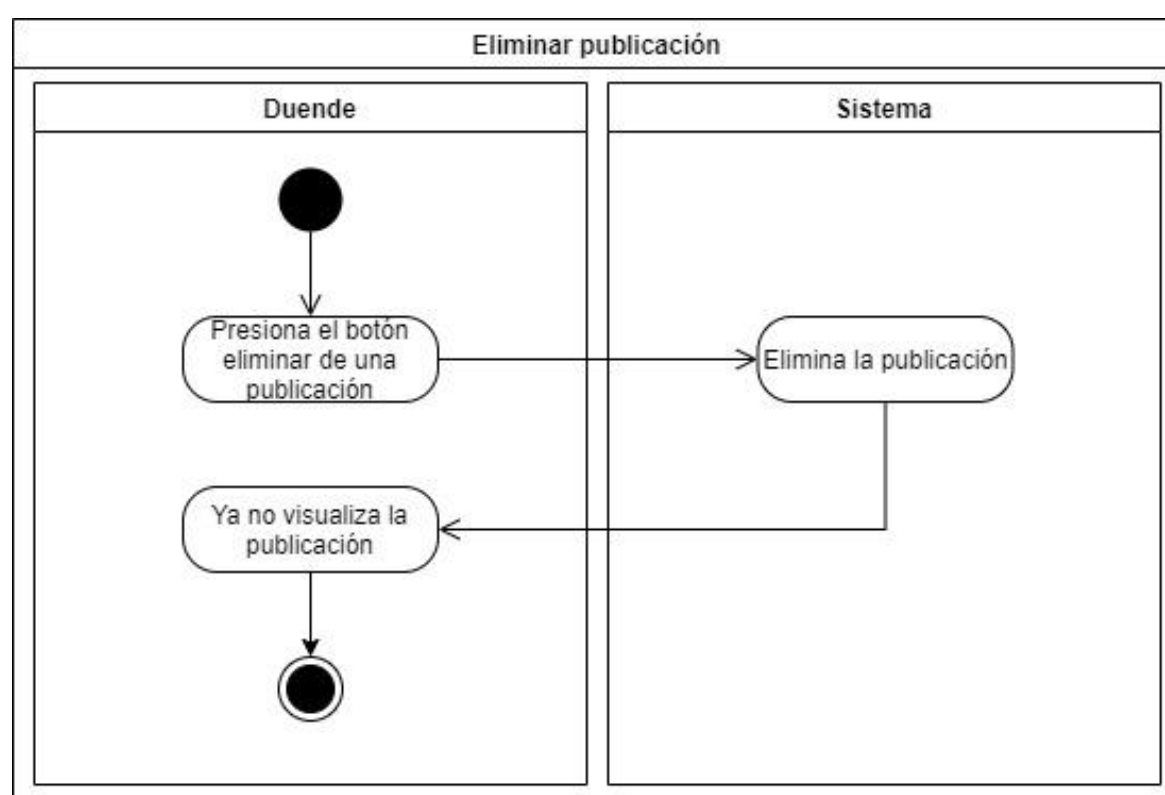 Eliminar publicación
Duende
Sistema
Presiona el botón
eliminar de una
publicación
Elimina la publicación
Ya no visualiza la
publicación